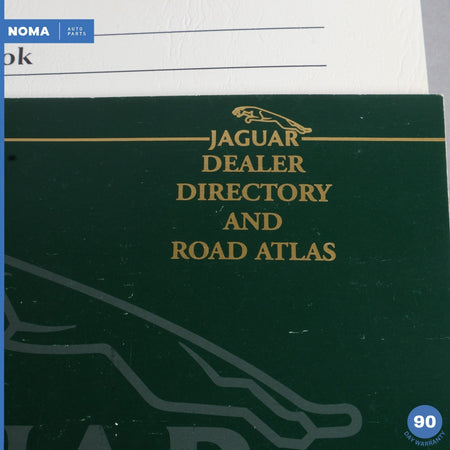 NOMA AUTO PARTS
ok
JAGUAR
DEALER
DIRECTORY
AND
ROAD ATLAS
90
DAY WARRANTY